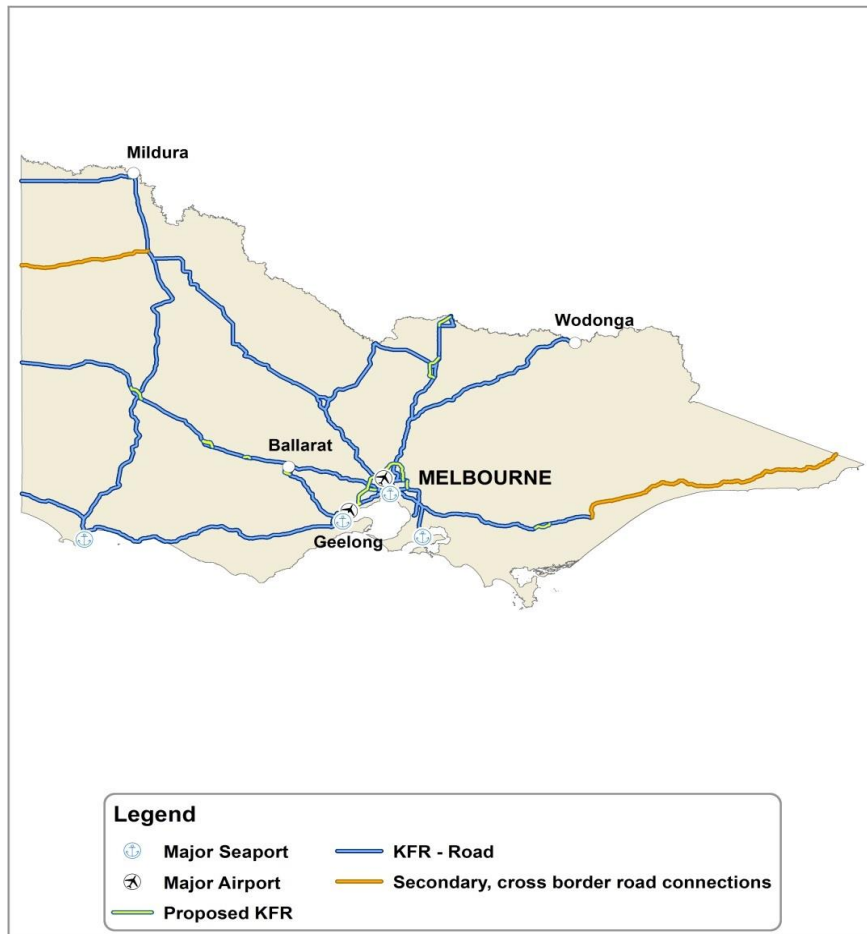 Mildura
Wodonga
Ballarat
MELBOURNE
Geelong
Legend
Major Seaport
KFR - Road
Major Airport
Secondary, cross border road connections
Proposed KFR